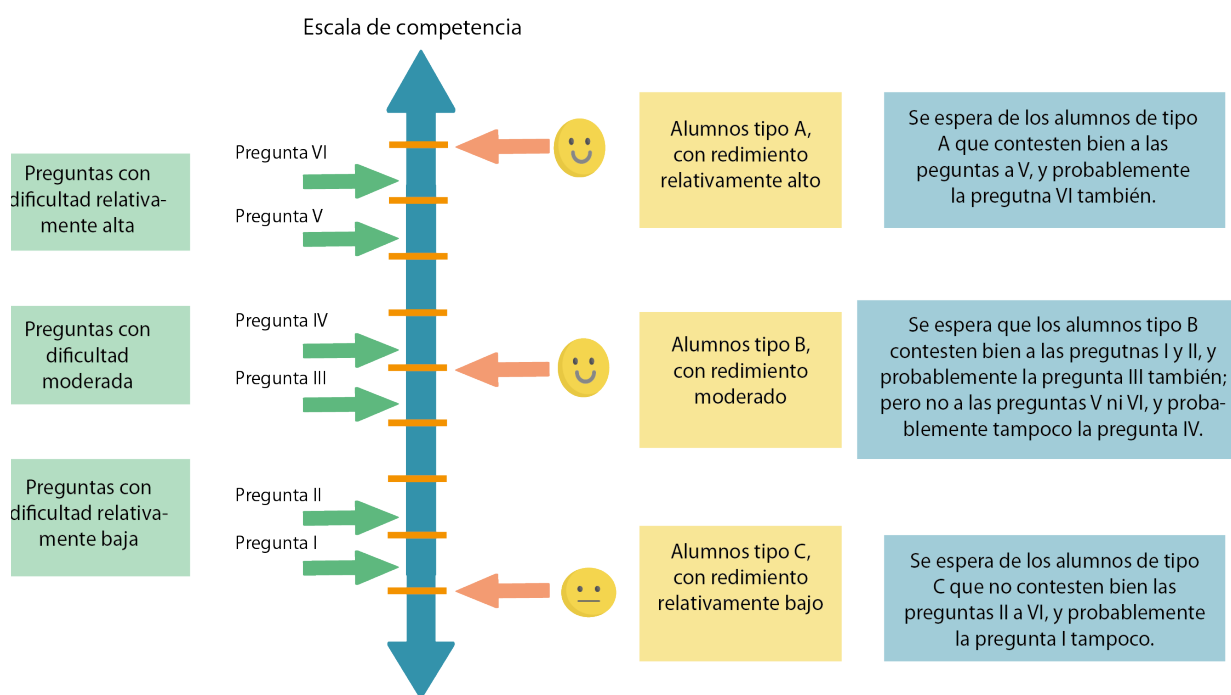 Escala de competencia
Preguntas con
dificultad relativa-
mente alta
Pregunta VI
Pregunta V
Alumnos tipo A,
con redimiento
relativamente alto
Se espera de los alumnos de tipo
A que contesten bien a las
peguntas a V, y probablemente
la pregutna VI también.
Preguntas con
dificultad
moderada
Pregunta IV
Pregunta III
Alumnos tipo B,
con redimiento
moderado
Se espera que los alumnos tipo B
contesten bien a las pregutnas I y II, y
probablemente la pregunta III también;
pero no a las preguntas V ni VI, y proba-
blemente tampoco la pregunta IV.
Preguntas con
dificultad relativa-
mente baja
Pregunta II
Pregunta I
Alumnos tipo C,
con redimiento
relativamente bajo
Se espera de los alumnos de tipo
C que no contesten bien las
preguntas II a VI, y probablemente
la pregunta I tampoco.